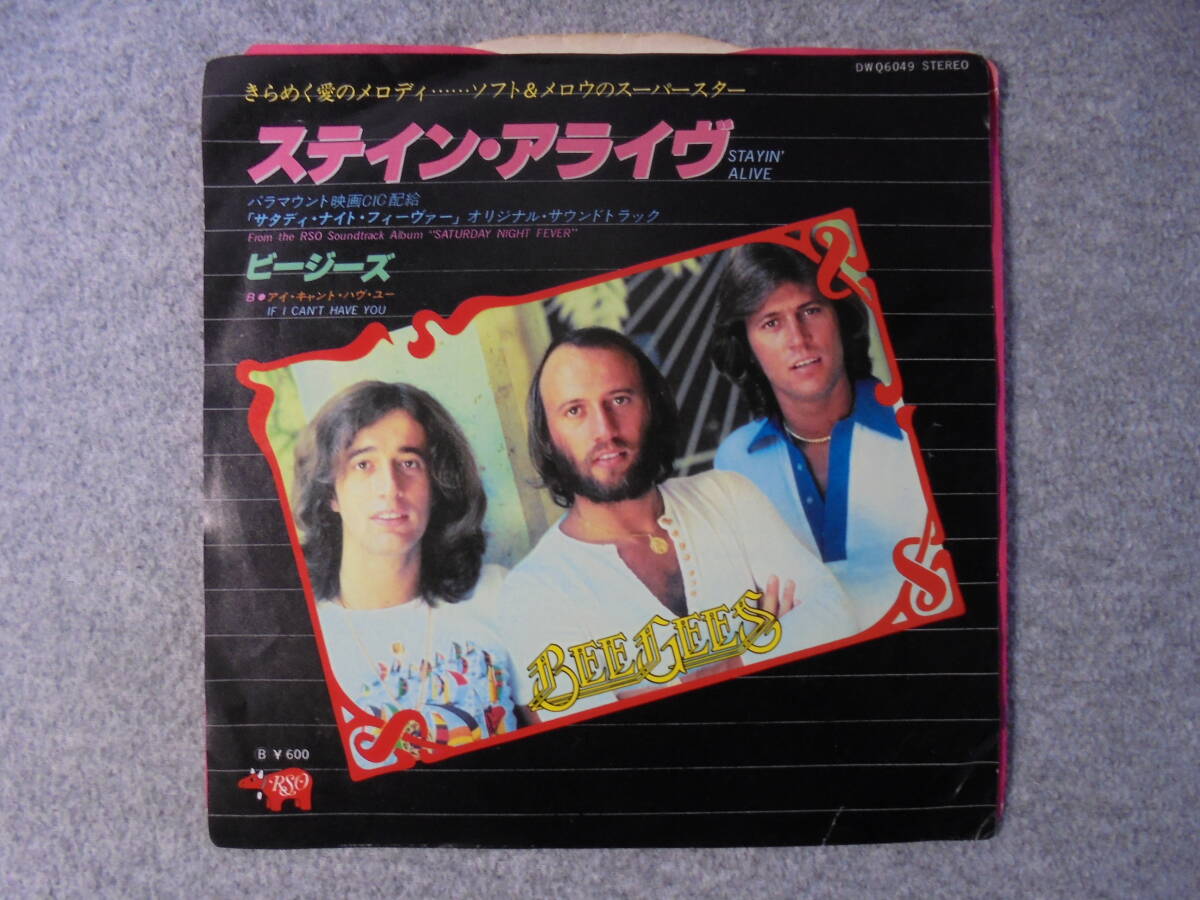 DWQ6049 STEREO
きらめく愛のメロディ……ソフト&メロウのスーパースター
ステイン・アライヴ
STAYIN'
ALIVE
パラマウント映画CIC配給
「サタディ・ナイト・フィーヴァー」オリジナル・サウンドトラック
From the RSO Soundtrack Album "SATURDAY NIGHT FEVER"
ビージーズ
B●アイ・キャント・ハヴ・ユー
IF I CAN'T HAVE YOU
BEE GEES
Ⓑ ¥600
RSO